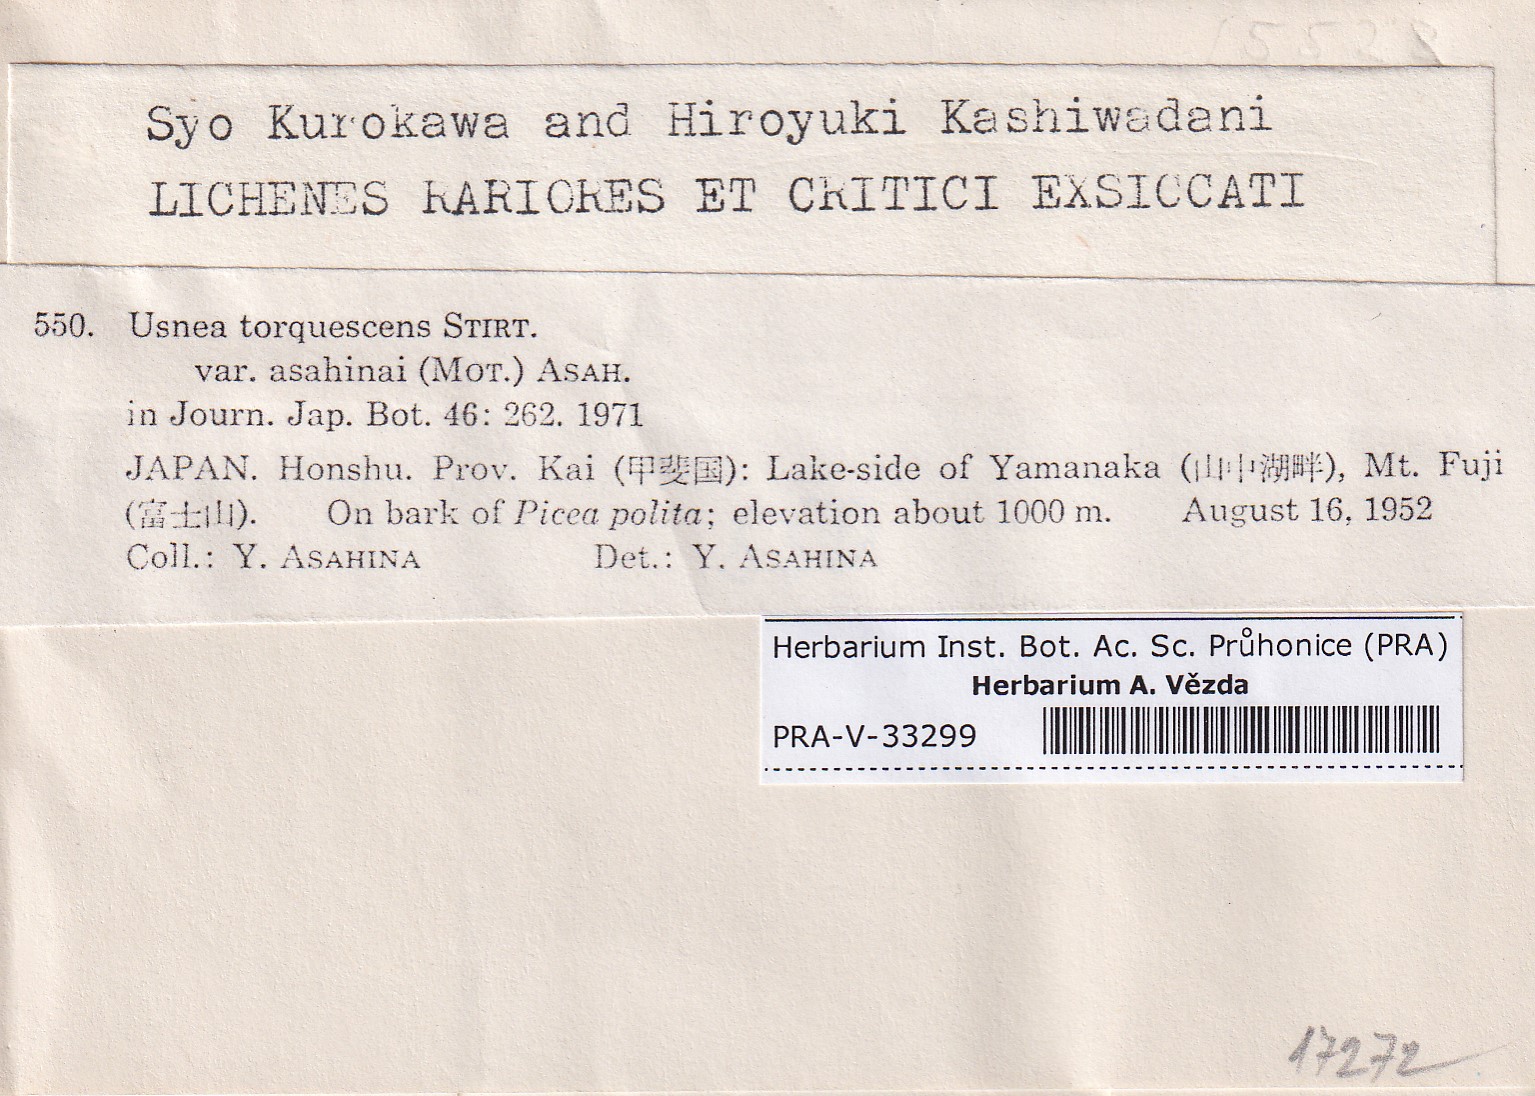 15528
Syo Kurokawa and Hiroyuki Kashiwadani
LICHENES RARIORES ET CRITICI EXSICCATI
550. Usnea torquescens STIRT.
var. asahinai (MOT.) ASAH.
in Journ. Jap. Bot. 46: 262. 1971
JAPAN. Honshu. Prov. Kai (甲斐国): Lake-side of Yamanaka (山中湖畔), Mt. Fuji
(富士山). On bark of Picea polita; elevation about 1000 m. August 16, 1952
Coll.: Y. ASAHINA Det.: Y. ASAHINA
Herbarium Inst. Bot. Ac. Sc. Průhonice (PRA)
Herbarium A. Vězda
PRA-V-33299
17272